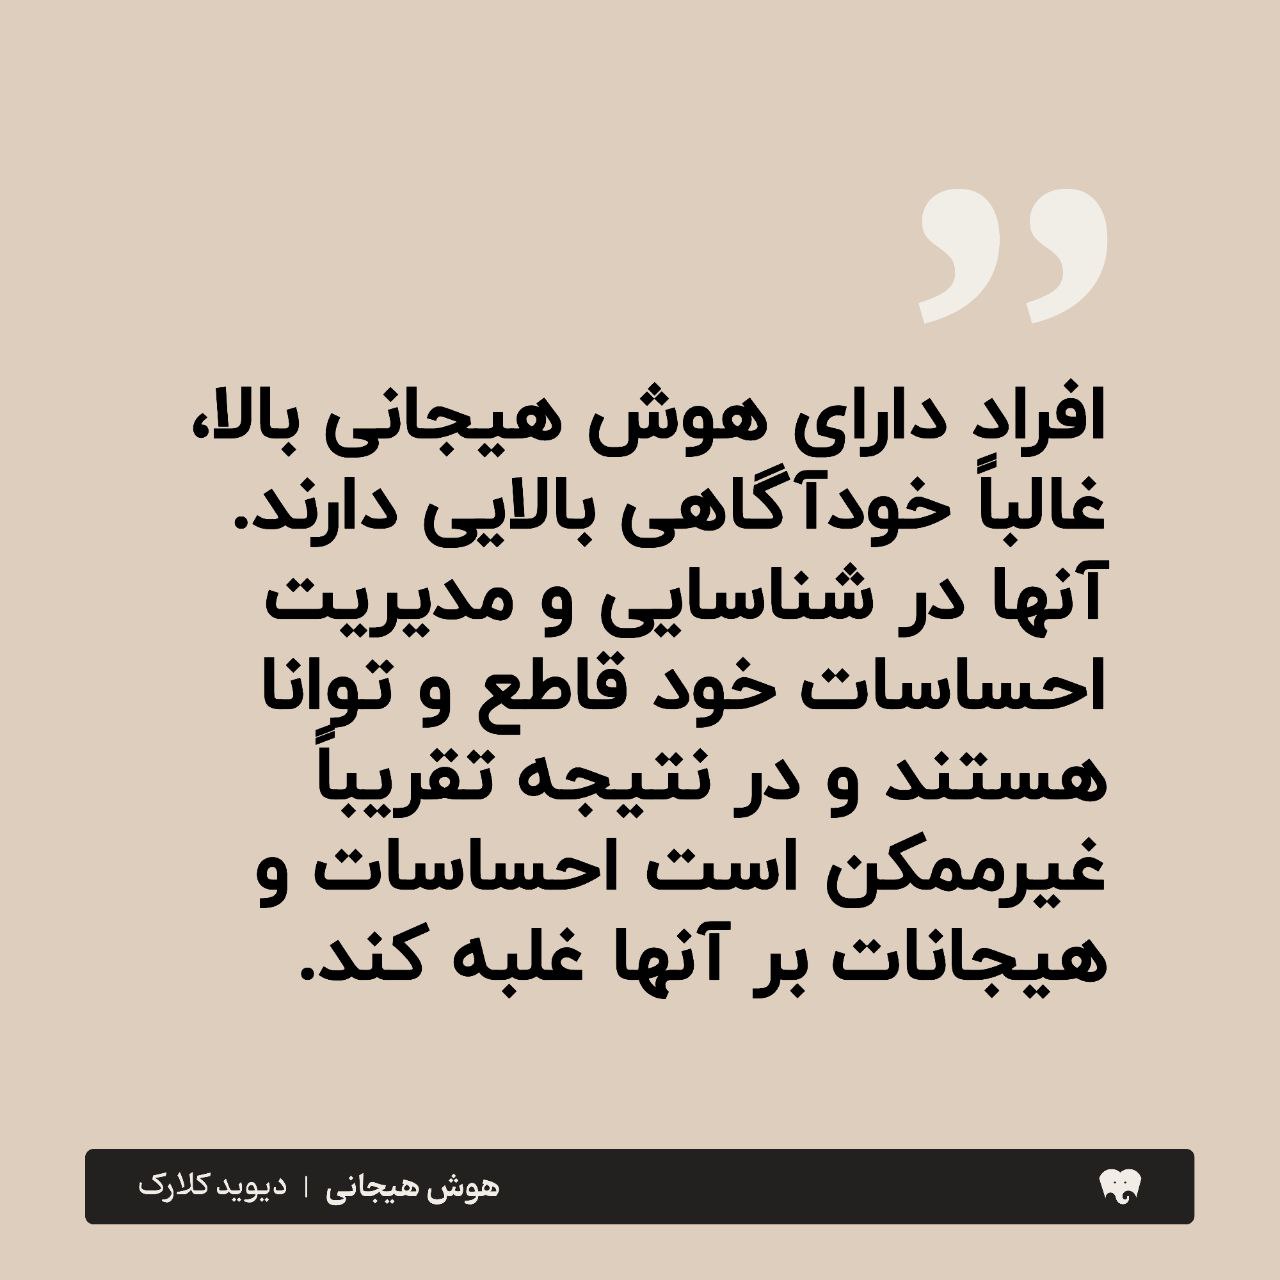 افراد دارای هوش هیجانی بالا،
غالباً خودآگاهی بالایی دارند.
آنها در شناسایی و مدیریت
احساسات خود قاطع و توانا
هستند و در نتیجه تقریباً
غیرممکن است احساسات و
هیجانات بر آنها غلبه کند.
هوش هیجانی | دیوید کلارک